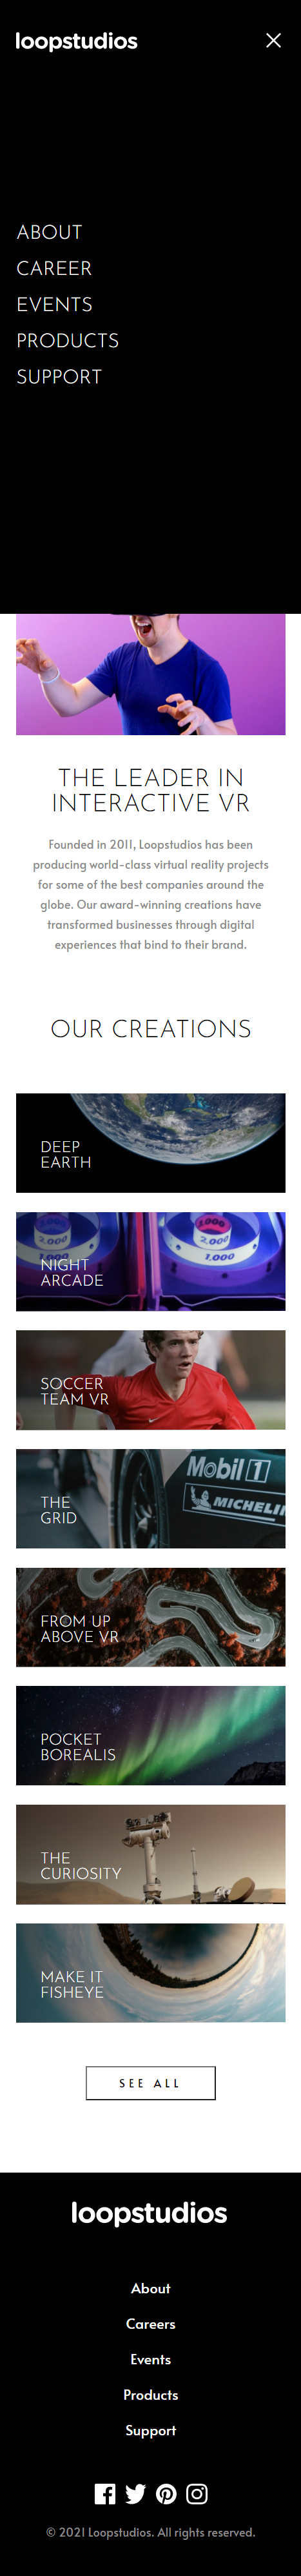 loopstudios
ABOUT
CAREER
EVENTS
PRODUCTS
SUPPORT
THE LEADER IN
INTERACTIVE VR
Founded in 2011, Loopstudios has been
producing world-class virtual reality projects
for some of the best companies around the
globe. Our award-winning creations have
transformed businesses through digital
experiences that bind to their brand.
OUR CREATIONS
DEEP
EARTH
1,000
2,000
1,000
NIGHT
ARCADE
SOCCER
TEAM VR
Mobil 1
MICHELIN
THE
GRID
FROM UP
ABOVE VR
POCKET
BOREALIS
THE
CURIOSITY
MAKE IT
FISHEYE
SEE ALL
loopstudios
About
Careers
Events
Products
Support
© 2021 Loopstudios. All rights reserved.